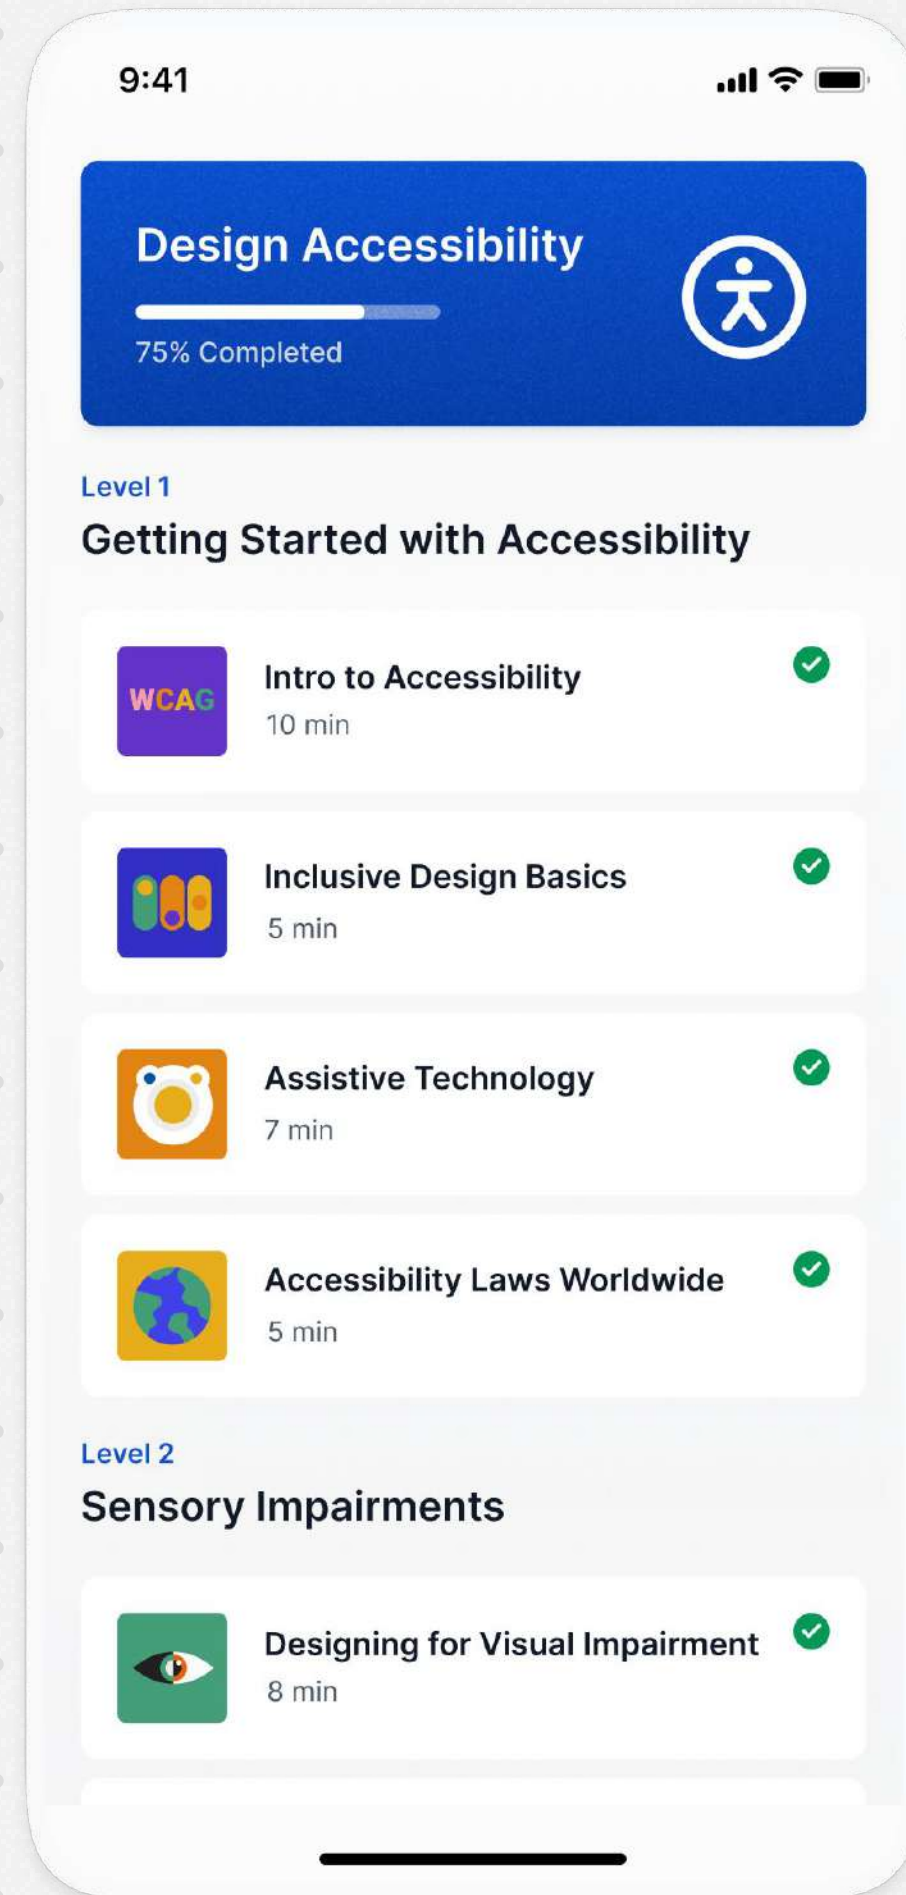 9:41
Design Accessibility
75% Completed
Level 1
Getting Started with Accessibility
WCAG
Intro to Accessibility
10 min
Inclusive Design Basics
5 min
Assistive Technology
7 min
Accessibility Laws Worldwide
5 min
Level 2
Sensory Impairments
Designing for Visual Impairment
8 min